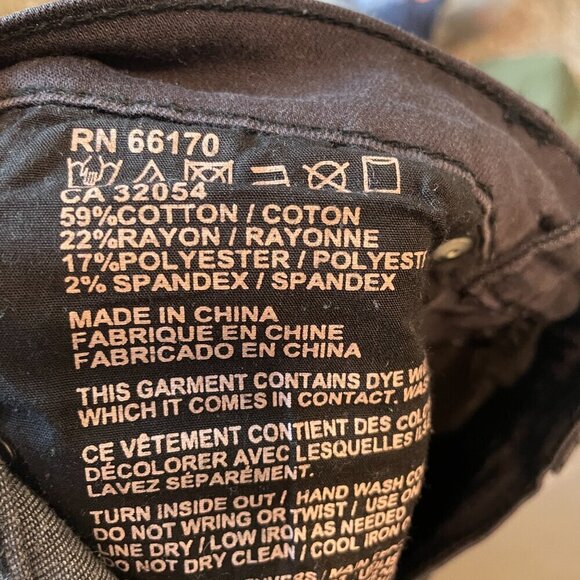 RN 66170
CA 32054
59%COTTON / COTON
22%RAYON / RAYONNE
17%POLYESTER / POLYEST
2% SPANDEX / SPANDEX
MADE IN CHINA
FABRIQUE EN CHINE
FABRICADO EN CHINA
THIS GARMENT CONTAINS DYE
WHICH IT COMES IN CONTACT.
CE VÊTEMENT CONTIENT DES
DÉCOLORER AVEC LESQUELLES
LAVEZ SÉPARÉMENT.
TURN INSIDE OUT / HAND WASH
DO NOT WRING OR TWIST / USE
LINE DRY / LOW IRON AS NEEDED
DO NOT DRY CLEAN / COOL IRON